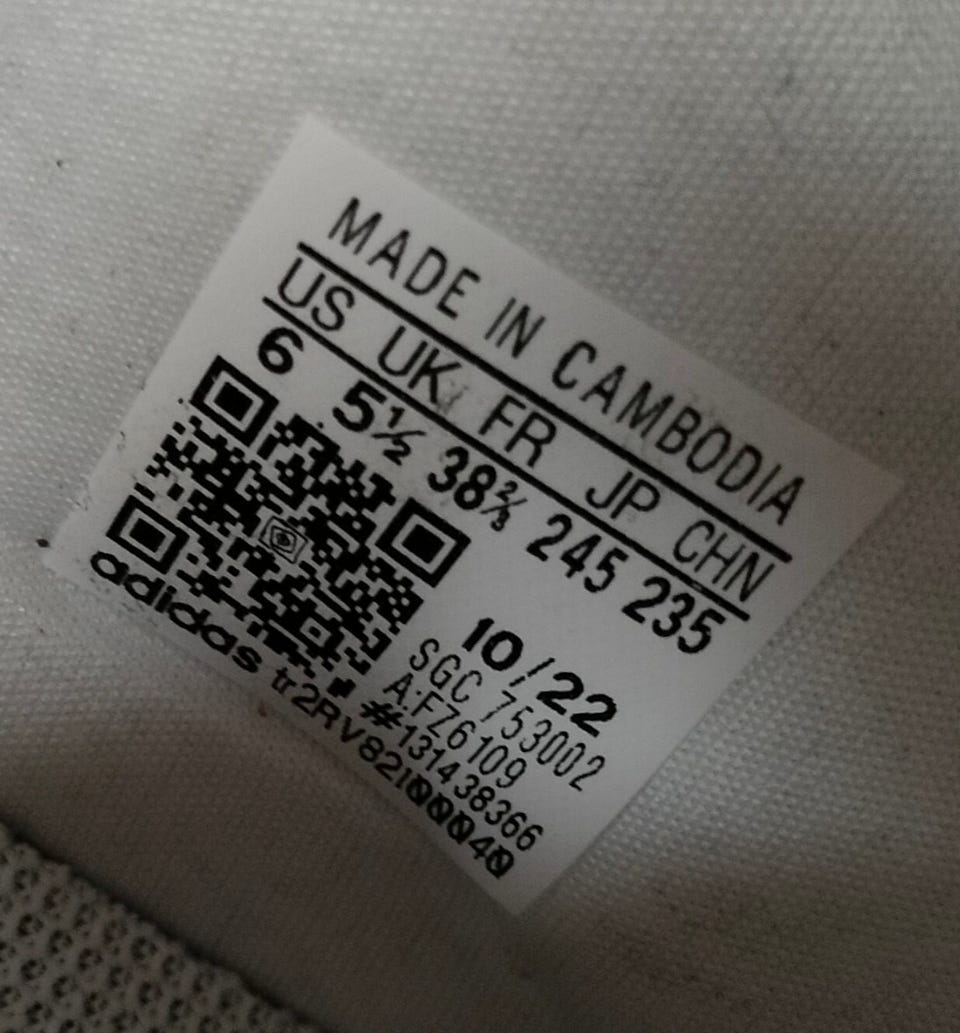 MADE IN CAMBODIA
US UK FR JP CHN
6 5½ 38⅔ 245 235
10/22
SGC 753002
A:FZ6109
#131438366
adidas tr2RV82I000040